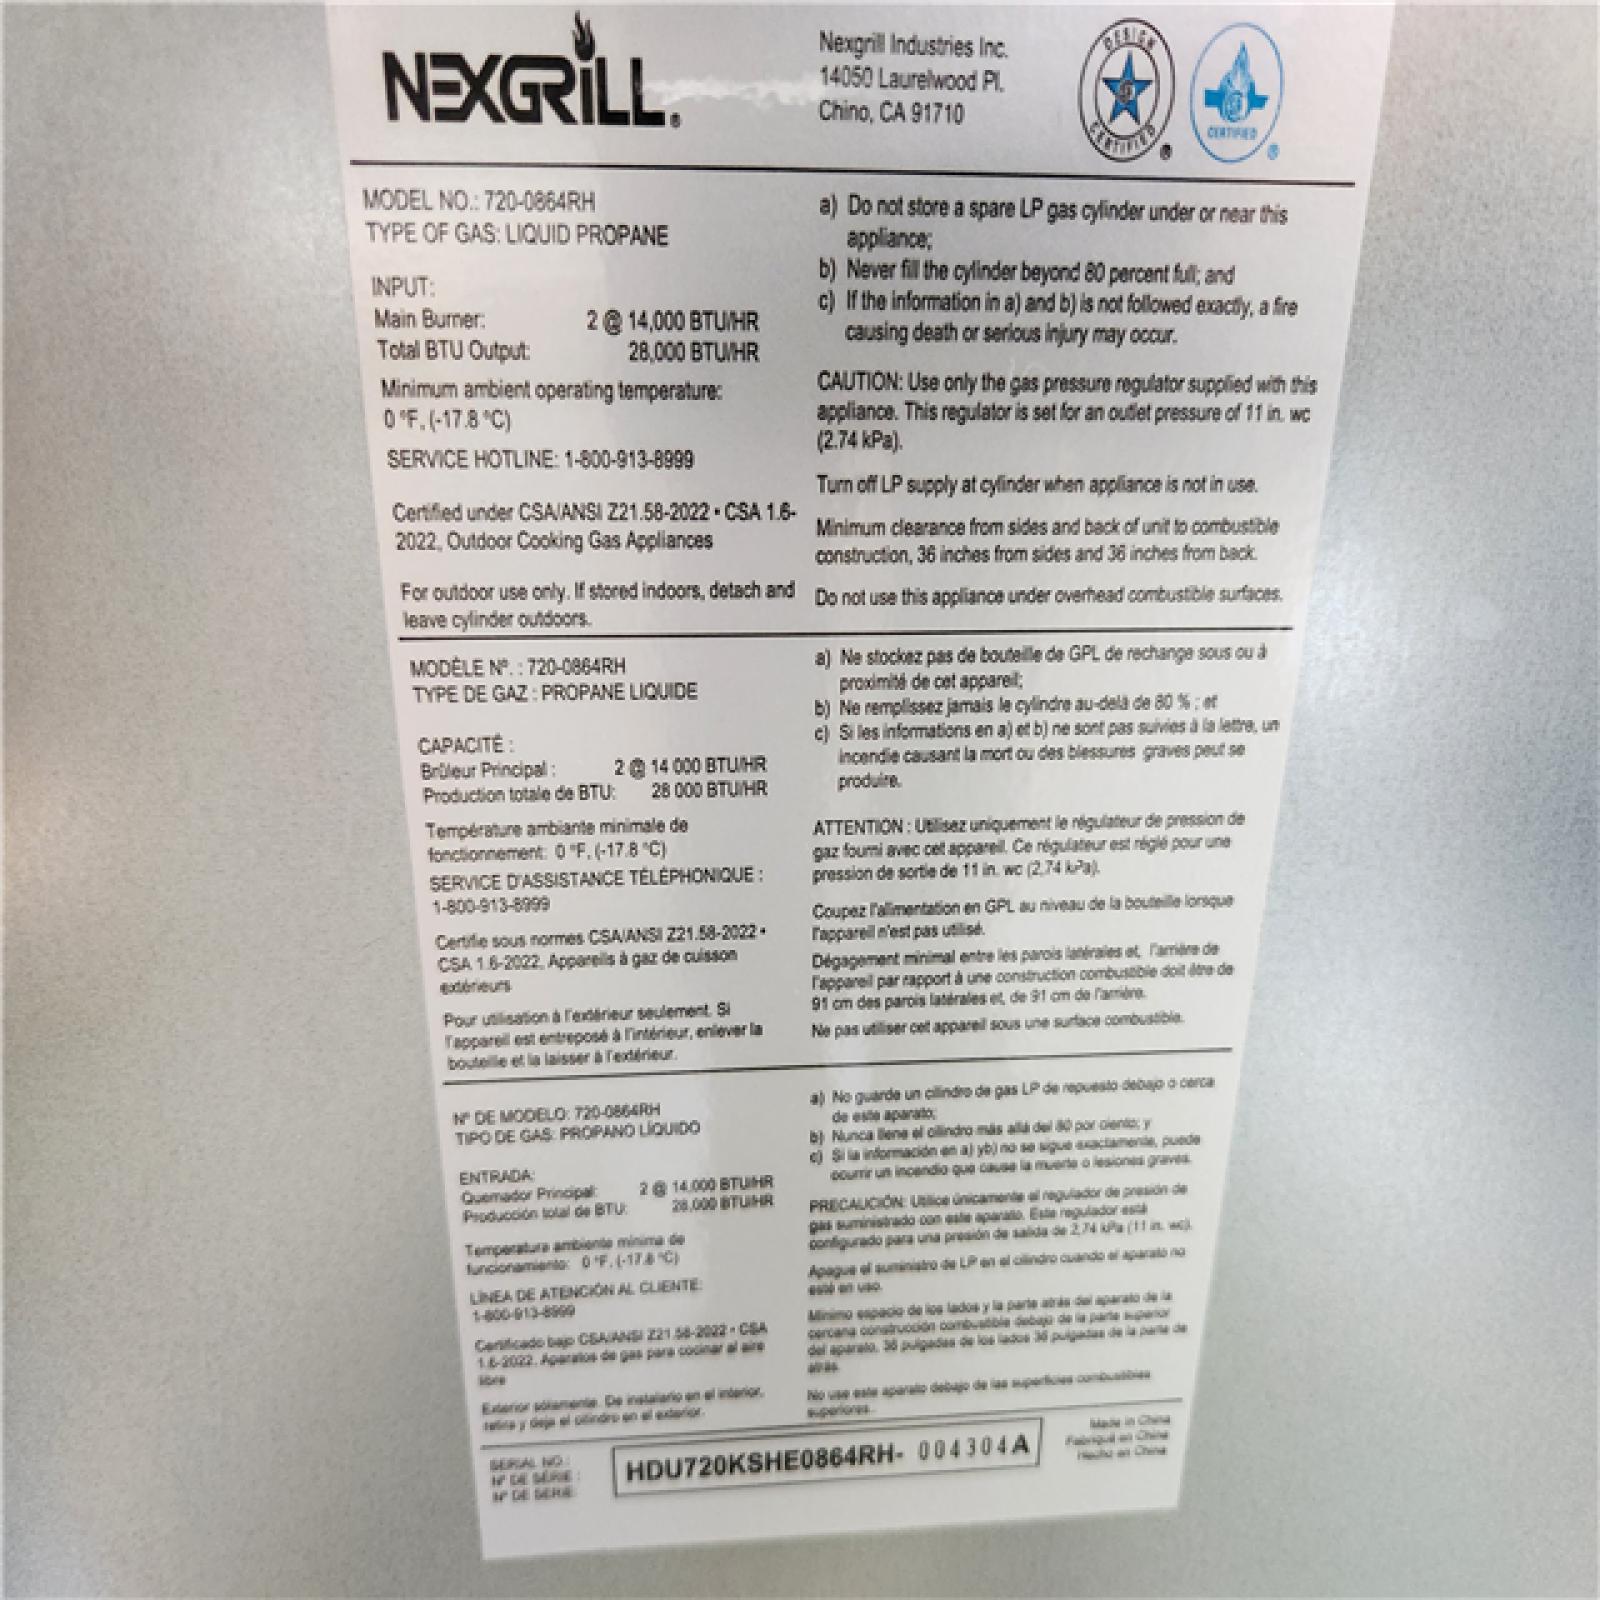 NEXGRILL®
Nexgrill Industries Inc.
14050 Laurelwood Pl.
Chino, CA 91710
DESIGN CERTIFIED ®
CERTIFIED ®
MODEL NO.: 720-0864RH
TYPE OF GAS: LIQUID PROPANE
INPUT:
Main Burner: 2 @ 14,000 BTU/HR
Total BTU Output: 28,000 BTU/HR
Minimum ambient operating temperature:
0 °F, (-17.8 °C)
SERVICE HOTLINE: 1-800-913-8999
Certified under CSA/ANSI Z21.58-2022 • CSA 1.6-
2022, Outdoor Cooking Gas Appliances
For outdoor use only. If stored indoors, detach and
leave cylinder outdoors.
a) Do not store a spare LP gas cylinder under or near this
appliance;
b) Never fill the cylinder beyond 80 percent full; and
c) If the information in a) and b) is not followed exactly, a fire
causing death or serious injury may occur.
CAUTION: Use only the gas pressure regulator supplied with this
appliance. This regulator is set for an outlet pressure of 11 in. wc
(2.74 kPa).
Turn off LP supply at cylinder when appliance is not in use.
Minimum clearance from sides and back of unit to combustible
construction, 36 inches from sides and 36 inches from back.
Do not use this appliance under overhead combustible surfaces.
MODÈLE Nº. : 720-0864RH
TYPE DE GAZ : PROPANE LIQUIDE
CAPACITÉ :
Brûleur Principal : 2 @ 14 000 BTU/HR
Production totale de BTU: 28 000 BTU/HR
Température ambiante minimale de
fonctionnement: 0 °F, (-17.8 °C)
SERVICE D'ASSISTANCE TÉLÉPHONIQUE :
1-800-913-8999
Certifie sous normes CSA/ANSI Z21.58-2022 •
CSA 1.6-2022, Appareils à gaz de cuisson
extérieurs
Pour utilisation à l'extérieur seulement. Si
l'appareil est entreposé à l'intérieur, enlever la
bouteille et la laisser à l'extérieur.
a) Ne stockez pas de bouteille de GPL de rechange sous ou à
proximité de cet appareil;
b) Ne remplissez jamais le cylindre au-delà de 80 % ; et
c) Si les informations en a) et b) ne sont pas suivies à la lettre, un
incendie causant la mort ou des blessures graves peut se
produire.
ATTENTION : Utilisez uniquement le régulateur de pression de
gaz fourni avec cet appareil. Ce régulateur est réglé pour une
pression de sortie de 11 in. wc (2,74 kPa).
Coupez l'alimentation en GPL au niveau de la bouteille lorsque
l'appareil n'est pas utilisé.
Dégagement minimal entre les parois latérales et, l'arrière de
l'appareil par rapport à une construction combustible doit être de
91 cm des parois latérales et, de 91 cm de l'arrière.
Ne pas utiliser cet appareil sous une surface combustible.
Nº DE MODELO: 720-0864RH
TIPO DE GAS: PROPANO LÍQUIDO
ENTRADA:
Quemador Principal: 2 @ 14,000 BTU/HR
Producción total de BTU: 28,000 BTU/HR
Temperatura ambiente mínima de
funcionamiento: 0 °F, (-17.8 °C)
LÍNEA DE ATENCIÓN AL CLIENTE:
1-800-913-8999
Certificado bajo CSA/ANSI Z21.58-2022 • CSA
1.6-2022, Aparatos de gas para cocinar al aire
libre
Exterior sólamente. De instalarlo en el interior,
retira y deja el cilindro en el exterior.
a) No guarde un cilindro de gas LP de repuesto debajo o cerca
de este aparato;
b) Nunca llene el cilindro más allá del 80 por ciento; y
c) Si la información en a) yb) no se sigue exactamente, puede
ocurrir un incendio que cause la muerte o lesiones graves.
PRECAUCIÓN: Utilice únicamente el regulador de presión de
gas suministrado con este aparato. Este regulador está
configurado para una presión de salida de 2,74 kPa (11 in. wc).
Apague el suministro de LP en el cilindro cuando el aparato no
esté en uso.
Mínimo espacio de los lados y la parte atrás del aparato de la
cercana construcción combustible debajo de la parte superior
del aparato, 36 pulgadas de los lados 36 pulgadas de la parte de
atrás.
No use este aparato debajo de las superficies combustibles
superiores.
SERIAL NO.:
Nº DE SÉRIE :
Nº DE SERIE:
HDU720KSHE0864RH- 004304A
Made in China
Fabriqué en Chine
Hecho en China